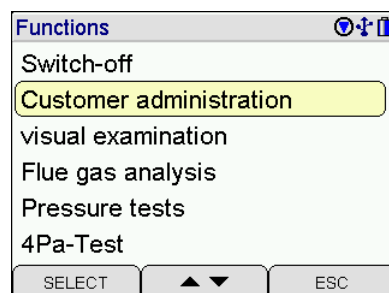 Functions
Switch-off
Customer administration
visual examination
Flue gas analysis
Pressure tests
4Pa-Test
SELECT ESC